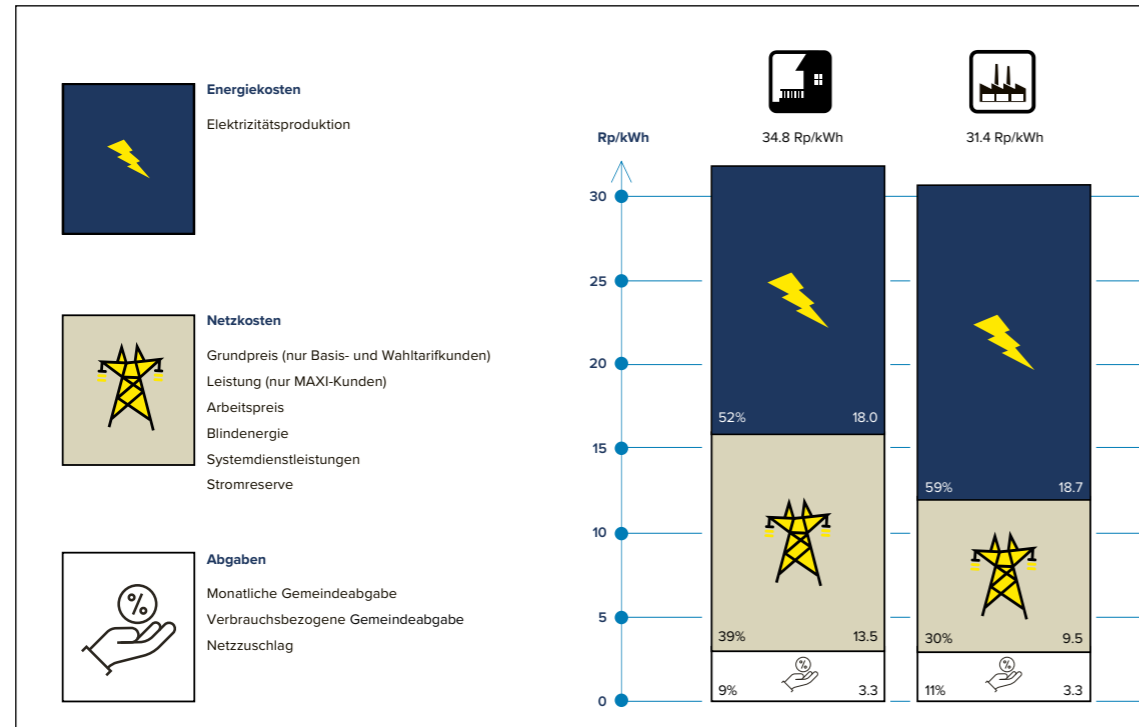 Energiekosten
Elektrizitätsproduktion
Netzkosten
Grundpreis (nur Basis- und Wahltarifkunden)
Leistung (nur MAXI-Kunden)
Arbeitspreis
Blindenergie
Systemdienstleistungen
Stromreserve
%
Abgaben
Monatliche Gemeindeabgabe
Verbrauchsbezogene Gemeindeabgabe
Netzzuschlag
Rp/kWh
34.8 Rp/kWh
31.4 Rp/kWh
30
25
20
15
10
5
0
52% 18.0
39% 13.5
%
9% 3.3
59% 18.7
30% 9.5
%
11% 3.3